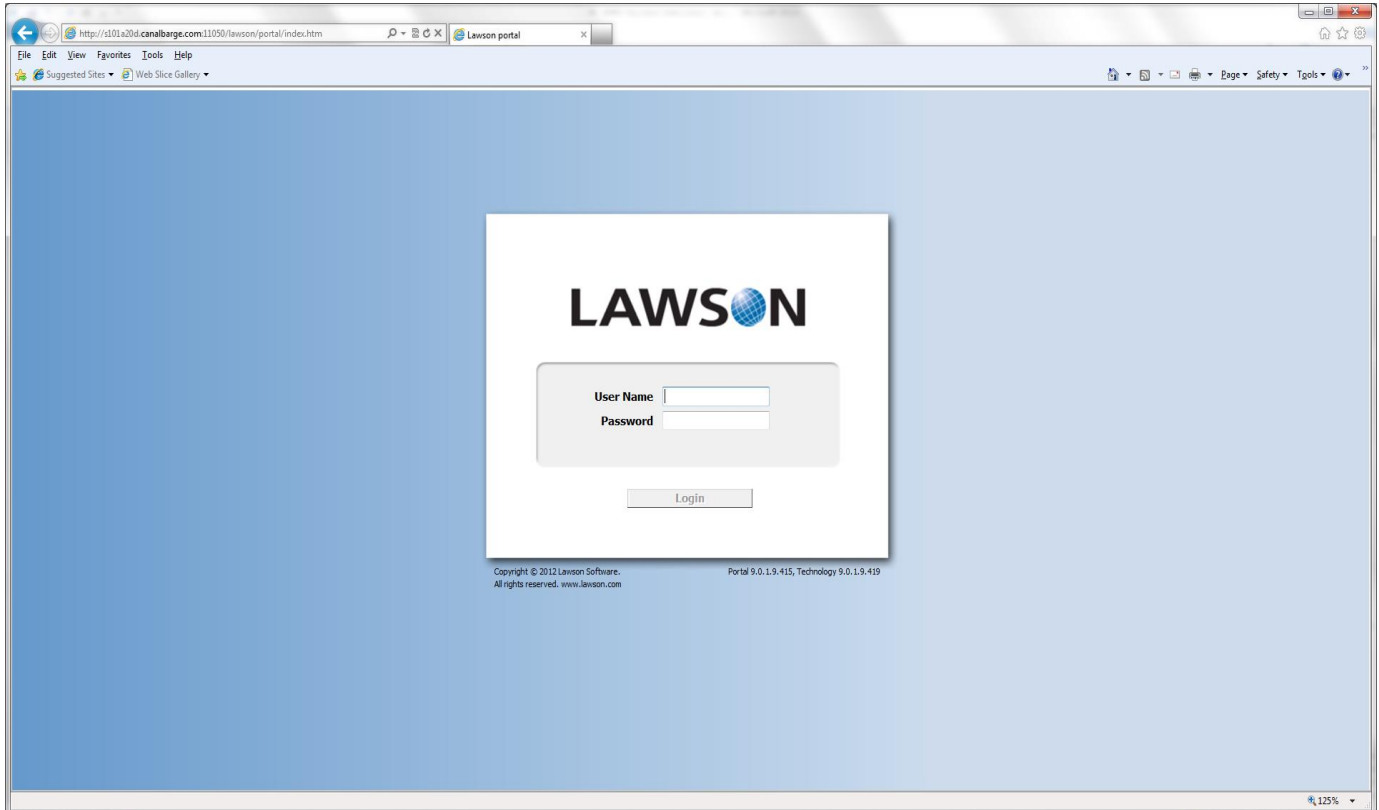 http://s101a20d.canalbarge.com:11050/lawson/portal/index.htm
Lawson portal
File Edit View Favorites Tools Help
Suggested Sites Web Slice Gallery
Page Safety Tools
LAWSON
User Name
Password
Login
Copyright © 2012 Lawson Software.
All rights reserved. www.lawson.com
Portal 9.0.1.9.415, Technology 9.0.1.9.419
125%